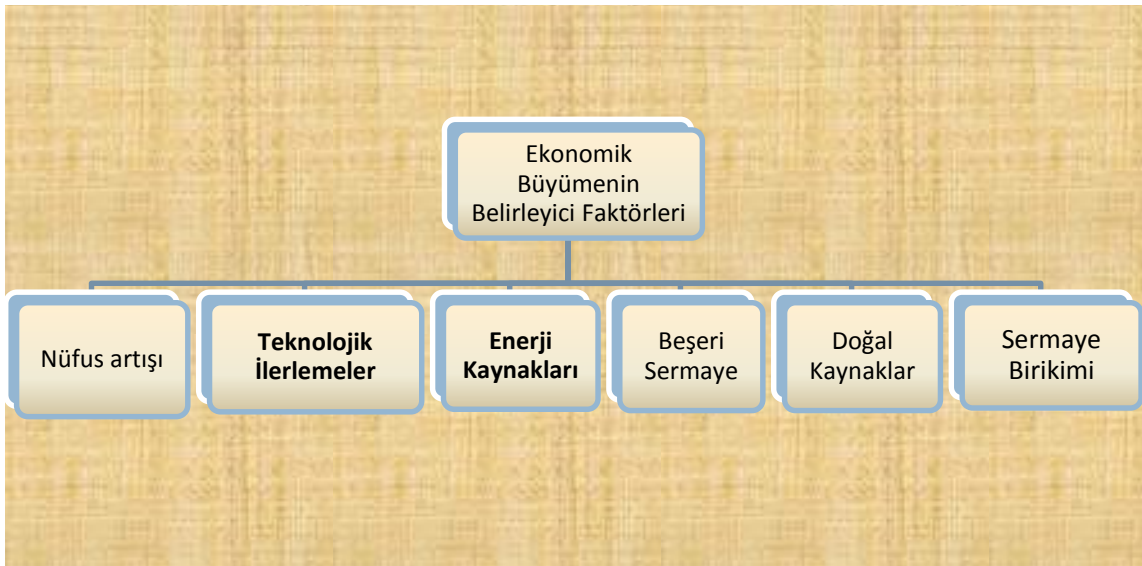 Ekonomik
Büyümenin
Belirleyici Faktörleri
Nüfus artışı
Teknolojik
İlerlemeler
Enerji
Kaynakları
Beşeri
Sermaye
Doğal
Kaynaklar
Sermaye
Birikimi